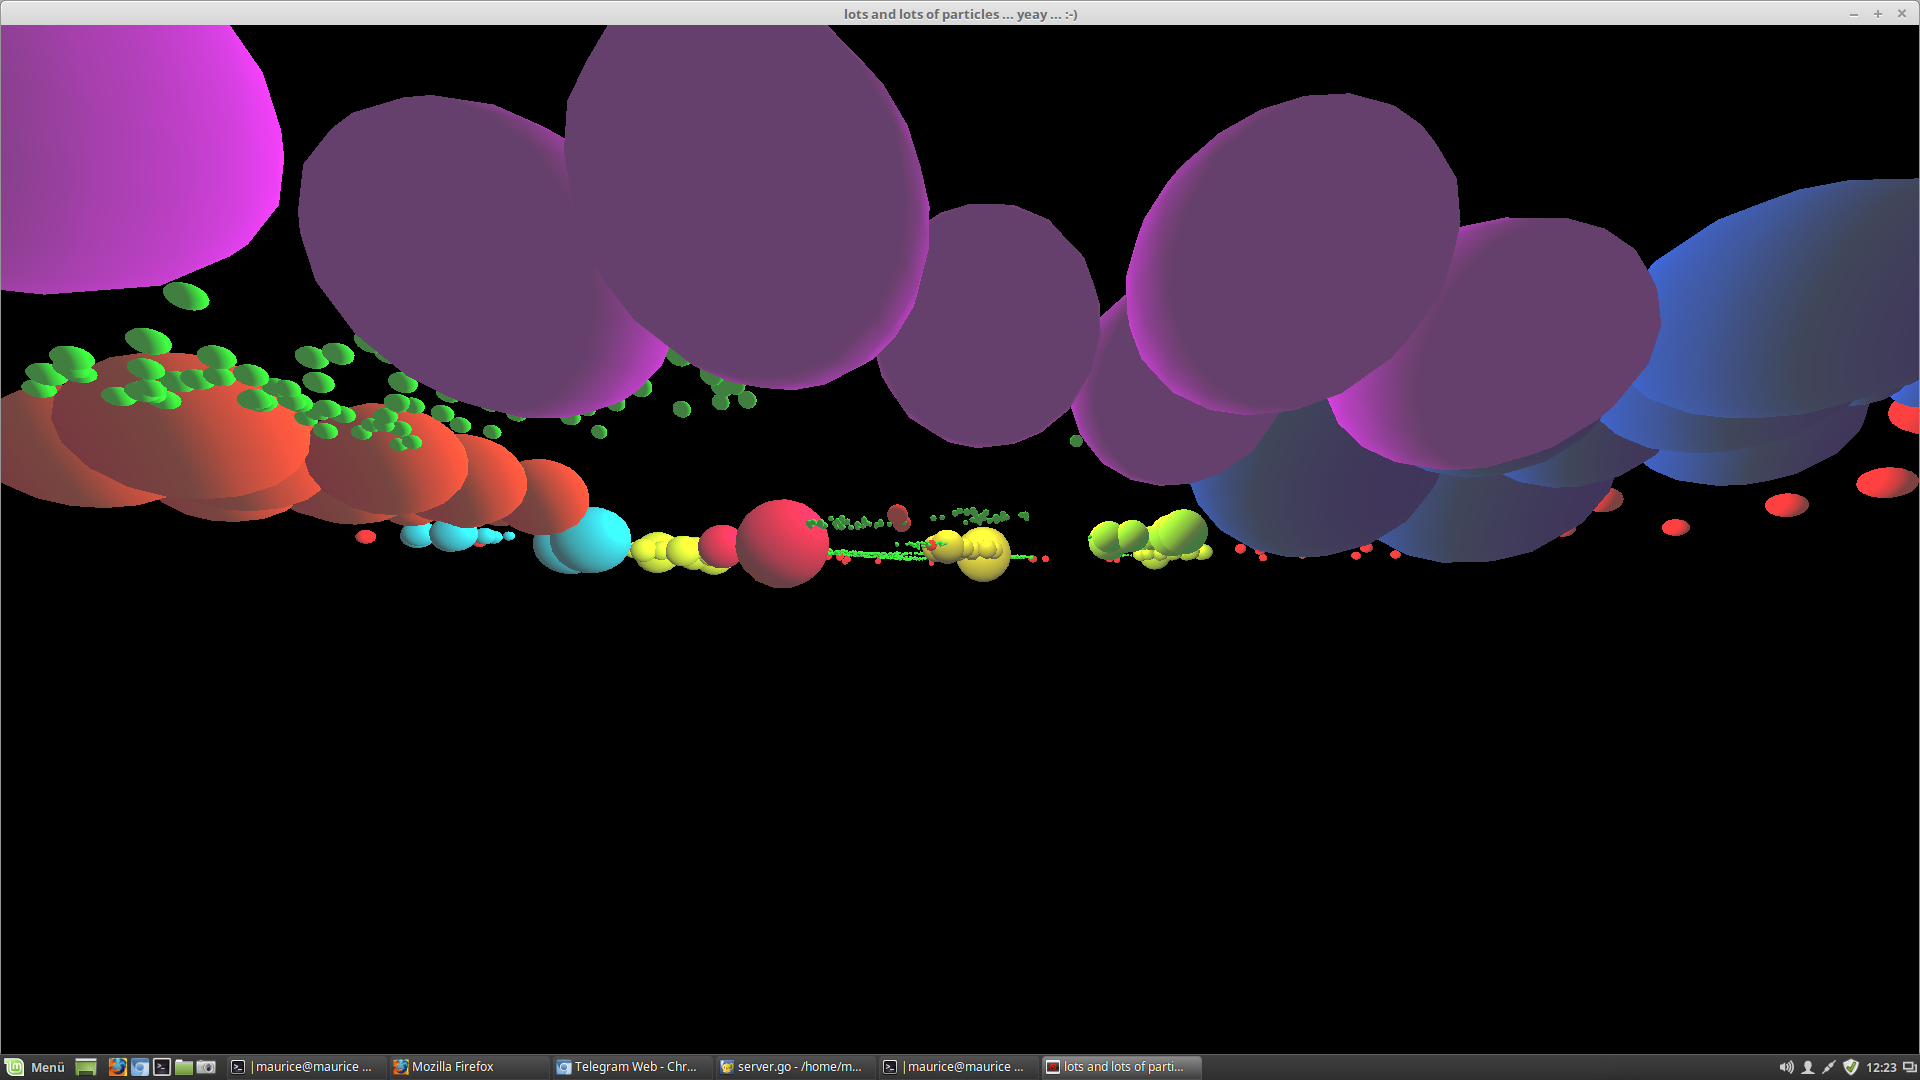 lots and lots of particles ... yeay ... :-)
Menü
|maurice@maurice ...
Mozilla Firefox
Telegram Web - Chr...
server.go - /home/m...
|maurice@maurice ...
lots and lots of parti...
12:23